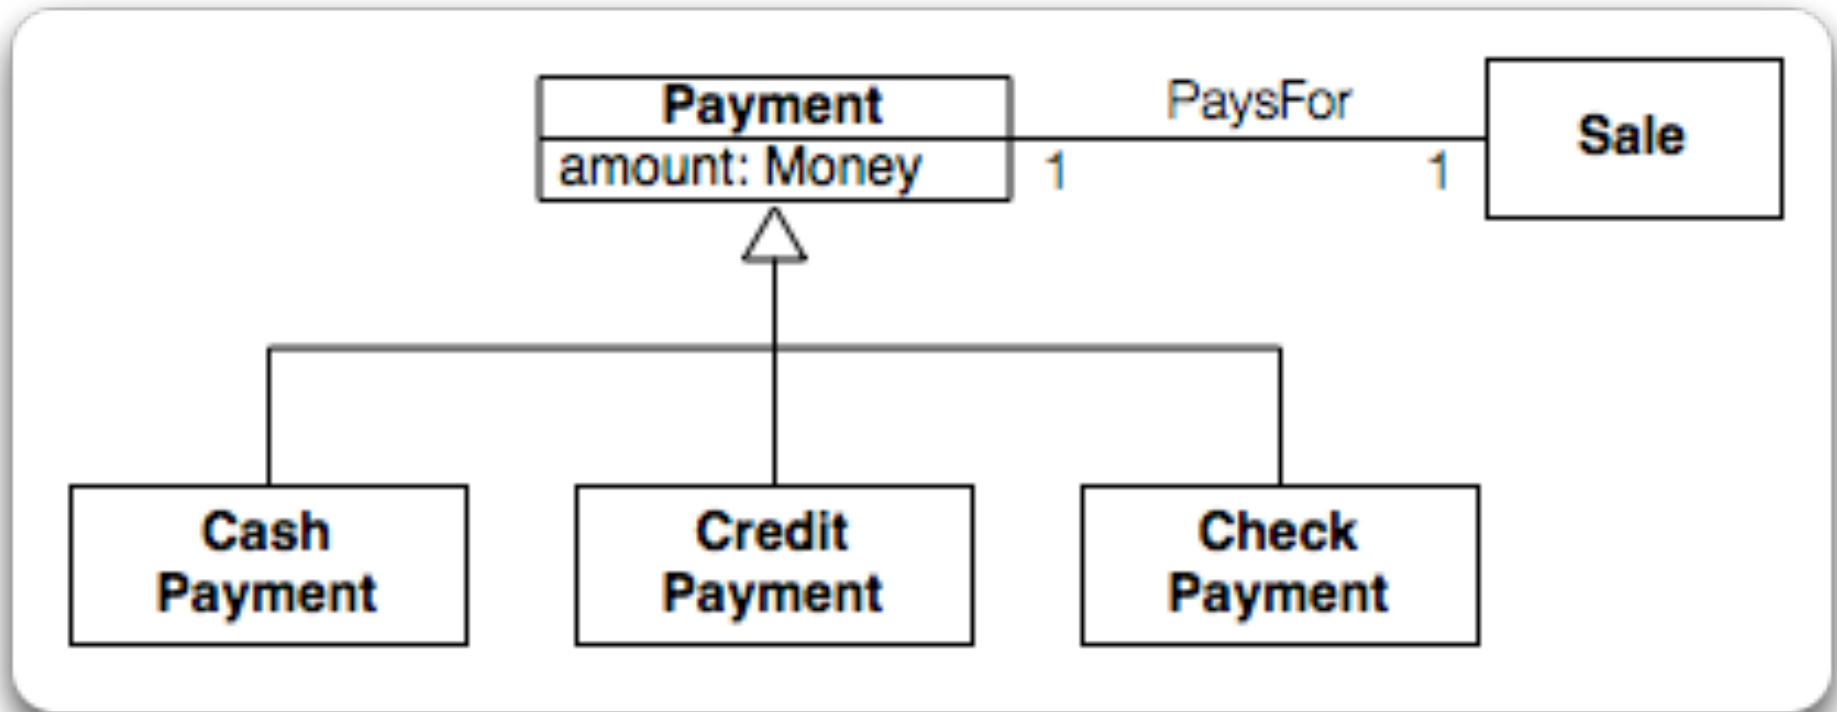 Payment
amount: Money
PaysFor
1
1
Sale
Cash
Payment
Credit
Payment
Check
Payment